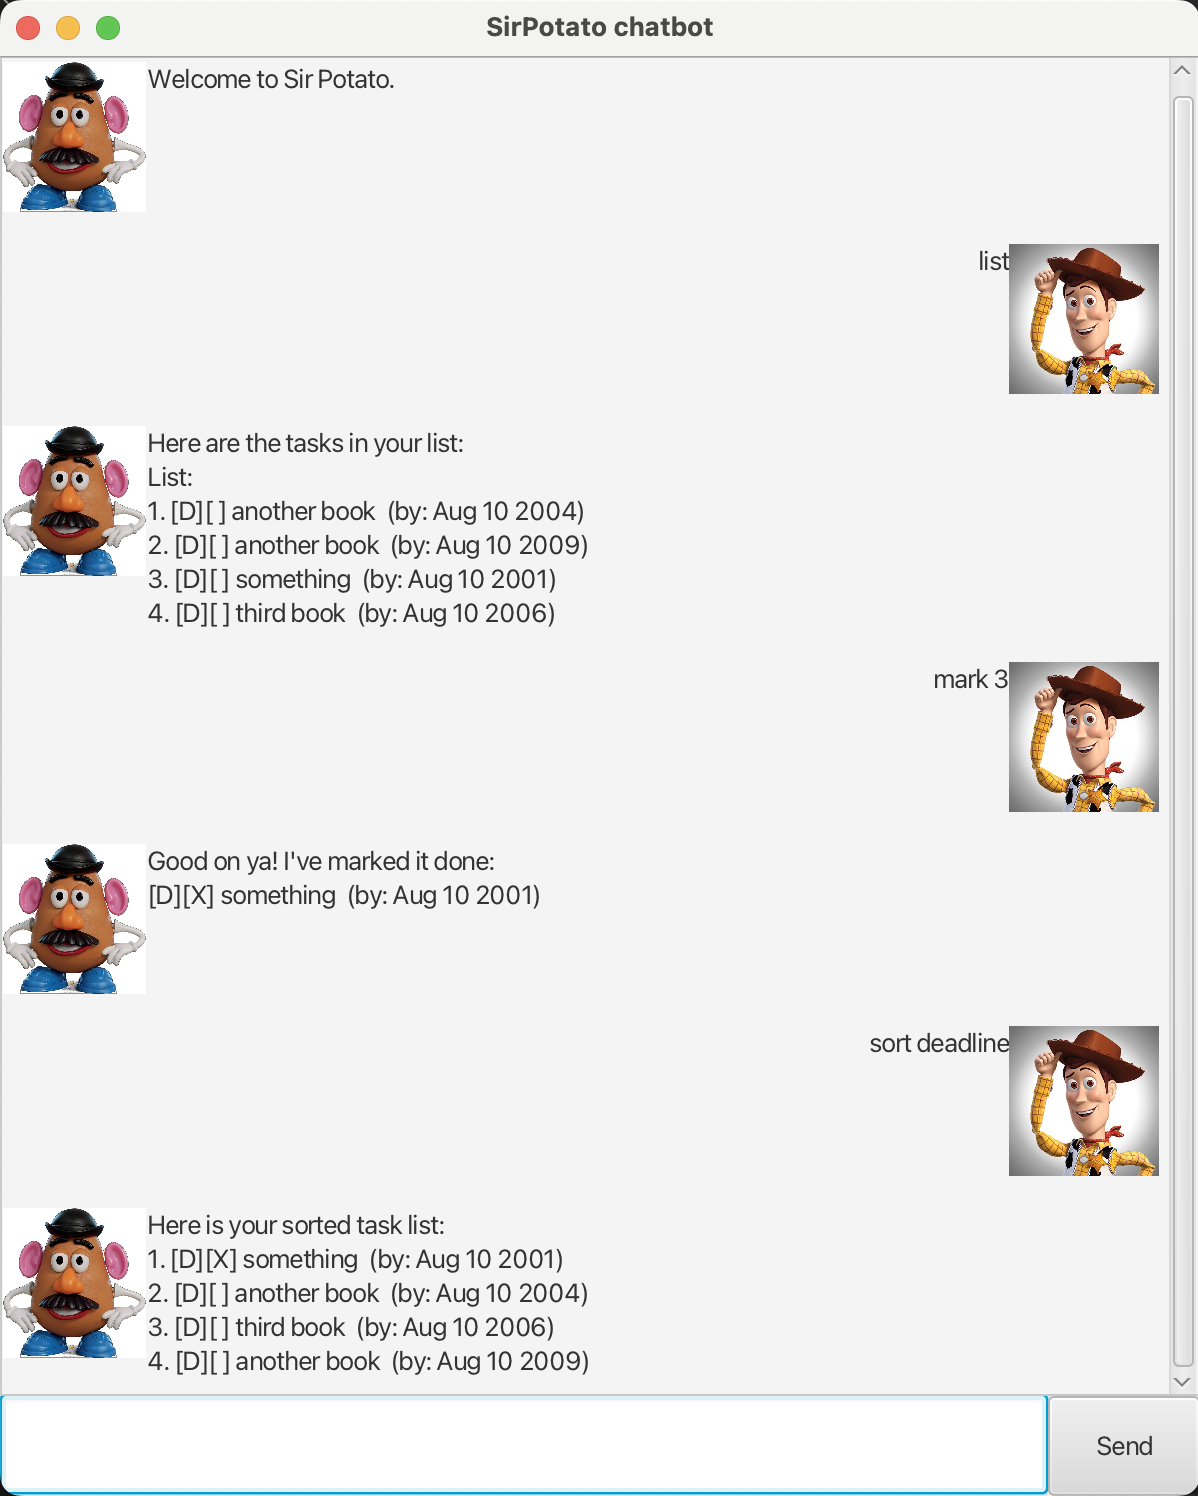 SirPotato chatbot
Welcome to Sir Potato.
list
Here are the tasks in your list:
List:
1. [D][ ] another book  (by: Aug 10 2004)
2. [D][ ] another book  (by: Aug 10 2009)
3. [D][ ] something  (by: Aug 10 2001)
4. [D][ ] third book  (by: Aug 10 2006)
mark 3
Good on ya! I've marked it done:
[D][X] something  (by: Aug 10 2001)
sort deadline
Here is your sorted task list:
1. [D][X] something  (by: Aug 10 2001)
2. [D][ ] another book  (by: Aug 10 2004)
3. [D][ ] third book  (by: Aug 10 2006)
4. [D][ ] another book  (by: Aug 10 2009)
Send